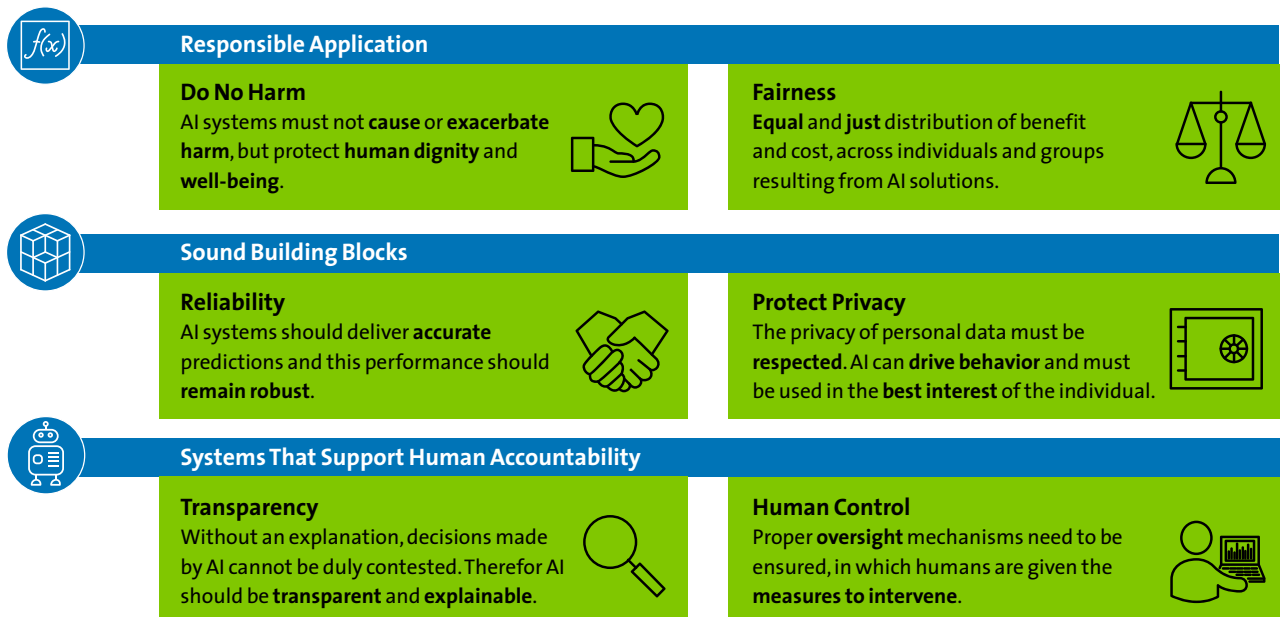 f(x)
Responsible Application
Do No Harm
AI systems must not cause or exacerbate
harm, but protect human dignity and
well-being.
Fairness
Equal and just distribution of benefit
and cost, across individuals and groups
resulting from AI solutions.
Sound Building Blocks
Reliability
AI systems should deliver accurate
predictions and this performance should
remain robust.
Protect Privacy
The privacy of personal data must be
respected. AI can drive behavior and must
be used in the best interest of the individual.
Systems That Support Human Accountability
Transparency
Without an explanation, decisions made
by AI cannot be duly contested. Therefor AI
should be transparent and explainable.
Human Control
Proper oversight mechanisms need to be
ensured, in which humans are given the
measures to intervene.